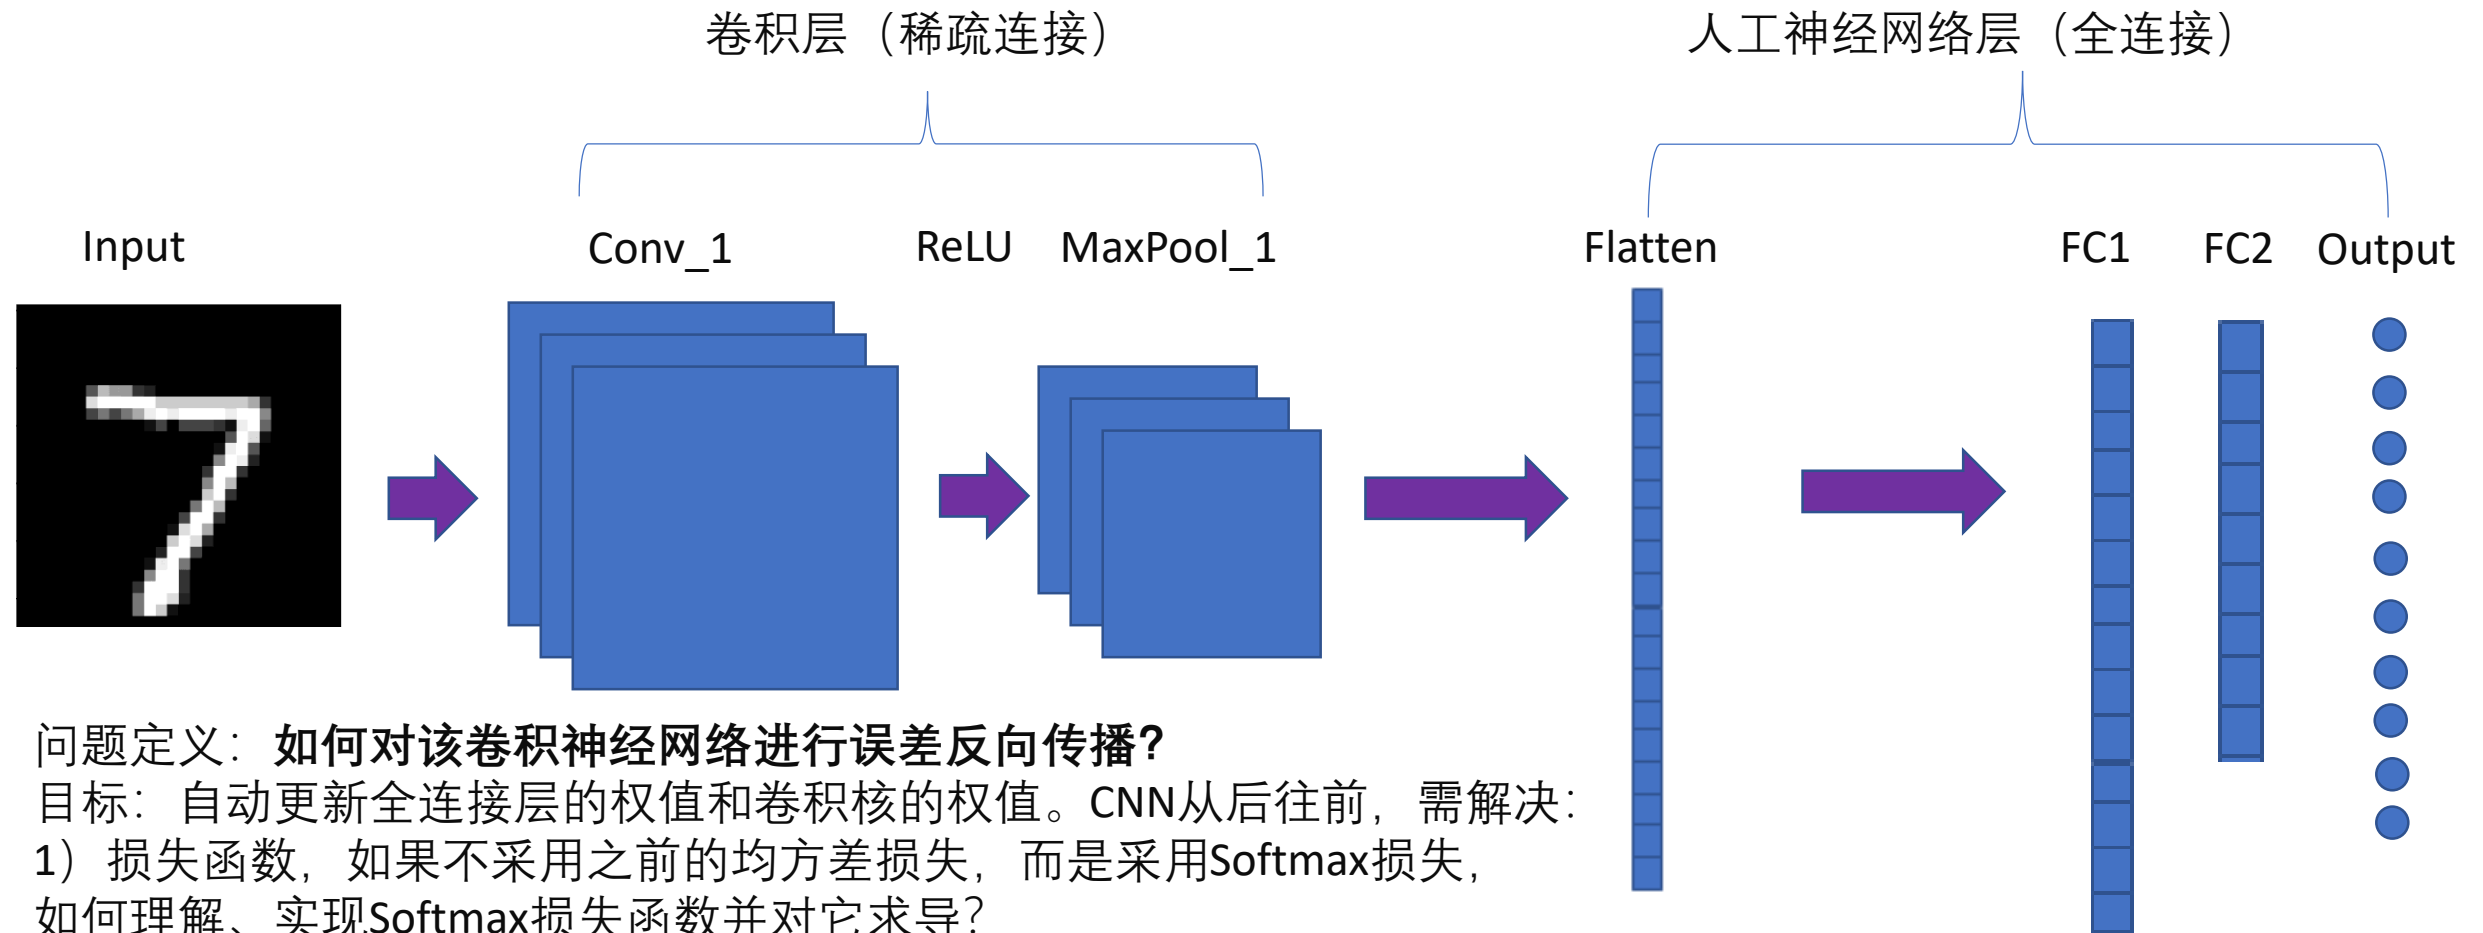 卷积层（稀疏连接）
人工神经网络层（全连接）
Input
Conv_1
ReLU
MaxPool_1
Flatten
FC1
FC2
Output
问题定义：如何对该卷积神经网络进行误差反向传播?
目标：自动更新全连接层的权值和卷积核的权值。CNN从后往前，需解决：
1）损失函数，如果不采用之前的均方差损失，而是采用Softmax损失，
如何理解、实现Softmax损失函数并对它求导？